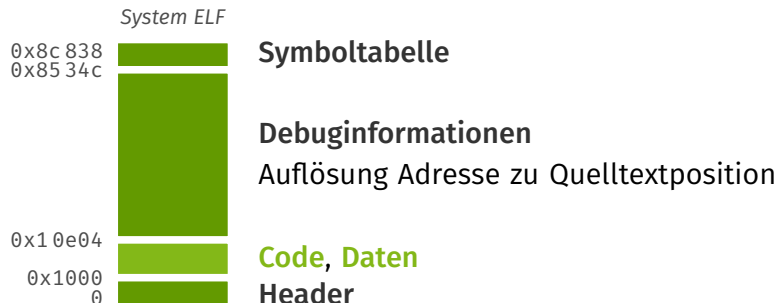 System ELF
0x8c838
Symboltabelle
0x8534c
Debuginformationen
Auflösung Adresse zu Quelltextposition
0x10e04
Code, Daten
0x1000
0
Header